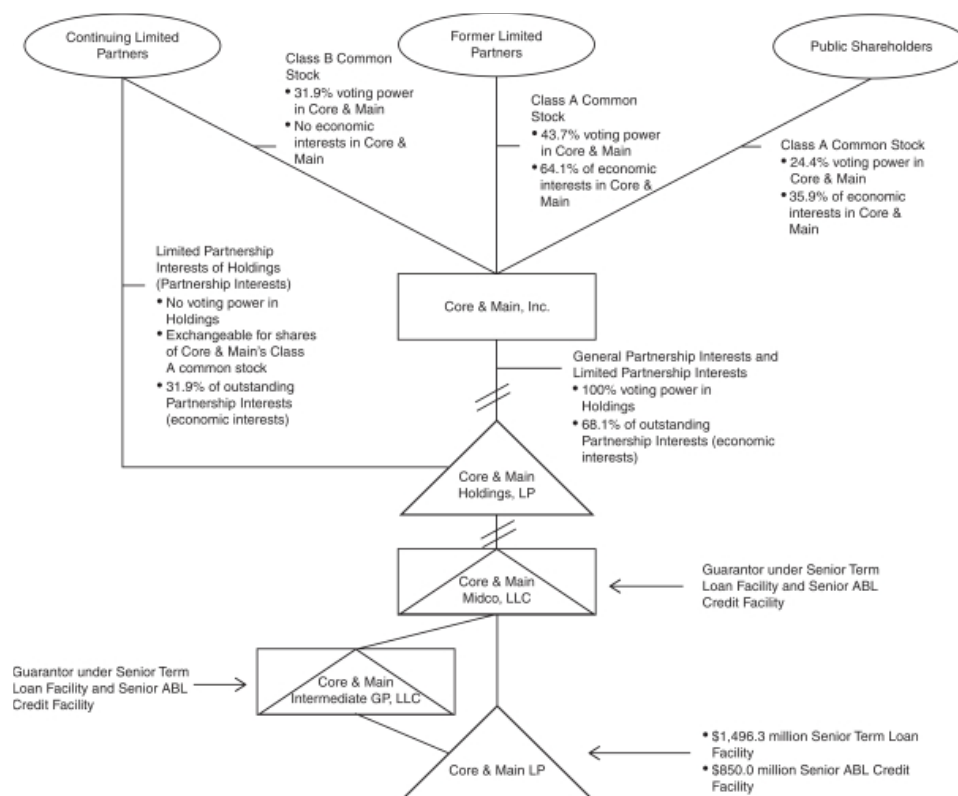 Continuing Limited
Partners
Former Limited
Partners
Public Shareholders
Class B Common
Stock
• 31.9% voting power
in Core & Main
• No economic
interests in Core &
Main
Class A Common
Stock
• 43.7% voting power
in Core & Main
• 64.1% of economic
interests in Core &
Main
Class A Common Stock
• 24.4% voting power in
Core & Main
• 35.9% of economic
interests in Core &
Main
Limited Partnership
Interests of Holdings
(Partnership Interests)
• No voting power in
Holdings
• Exchangeable for shares
of Core & Main's Class
A common stock
• 31.9% of outstanding
Partnership Interests
(economic interests)
Core & Main, Inc.
General Partnership Interests and
Limited Partnership Interests
• 100% voting power in
Holdings
• 68.1% of outstanding
Partnership Interests (economic
interests)
Core & Main
Holdings, LP
Core & Main
Midco, LLC
Guarantor under Senior Term
Loan Facility and Senior ABL
Credit Facility
Guarantor under Senior Term
Loan Facility and Senior ABL
Credit Facility
Core & Main
Intermediate GP, LLC
Core & Main LP
• $1,496.3 million Senior Term Loan
Facility
• $850.0 million Senior ABL Credit
Facility